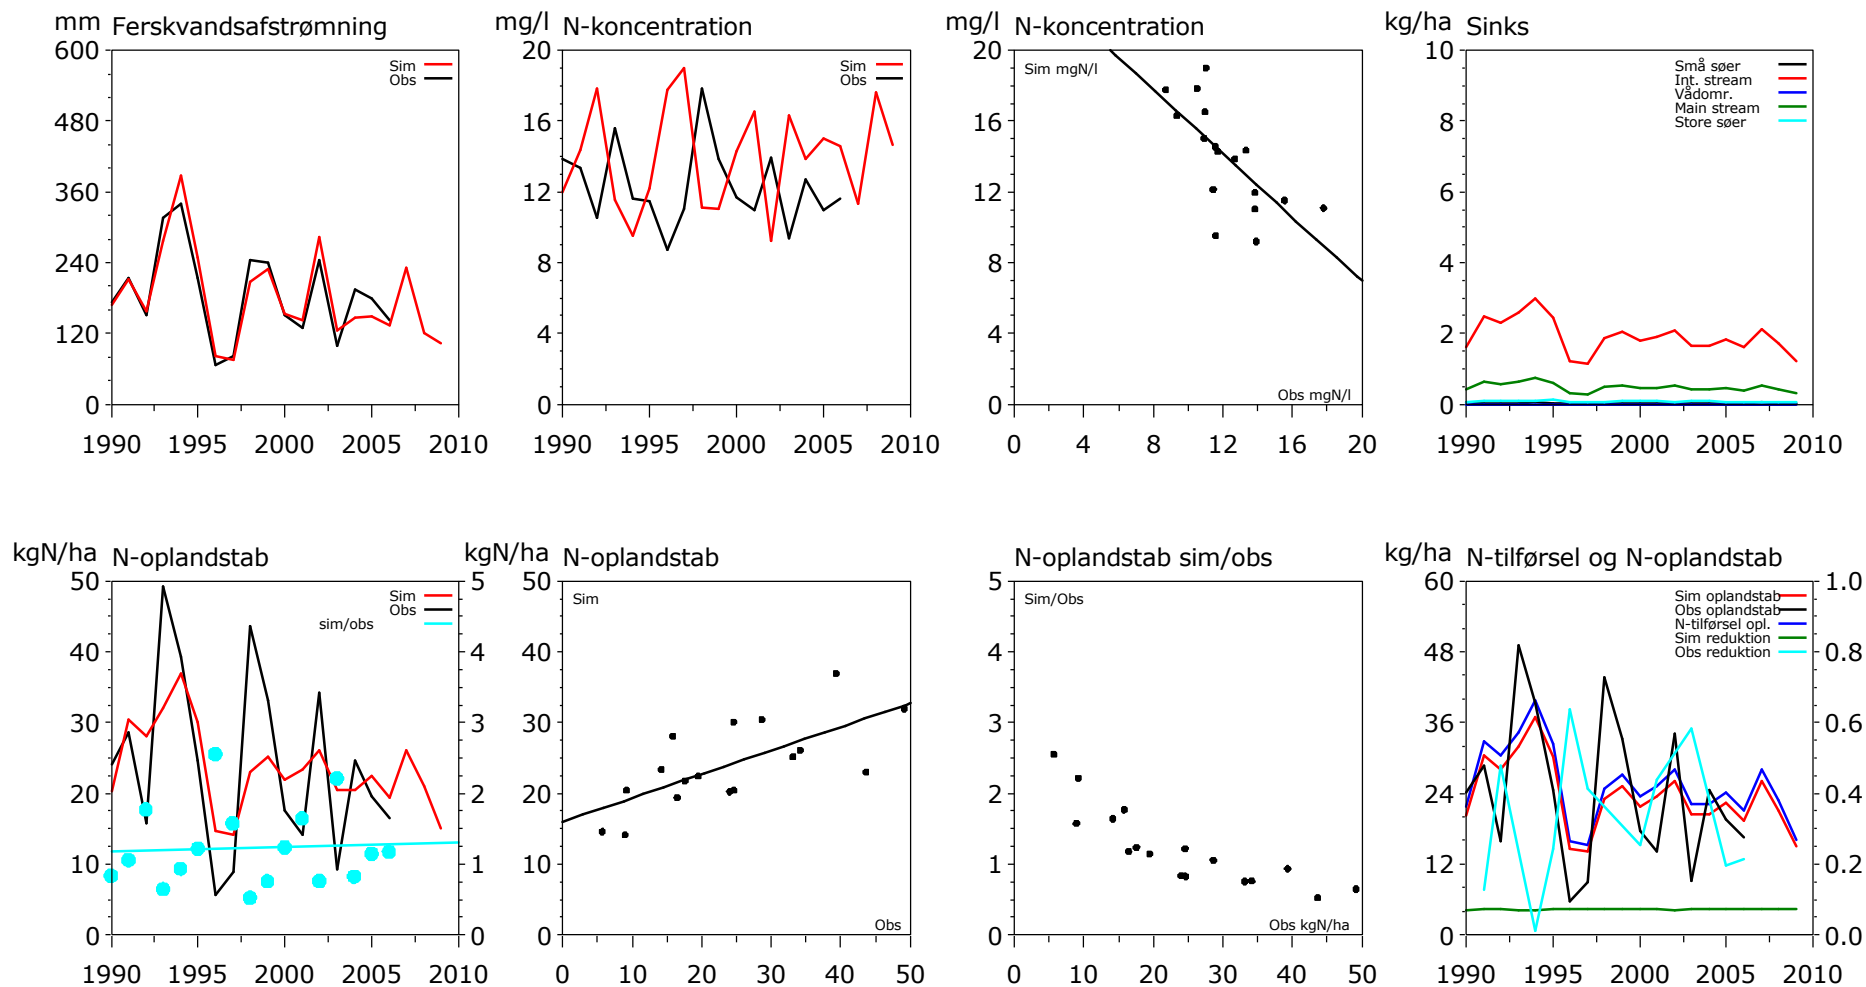 mm Ferskvandsafstrømning
600
480
360
240
120
0
1990 1995 2000 2005 2010
Sim
Obs
mg/l N-koncentration
20
16
12
8
4
0
1990 1995 2000 2005 2010
Sim
Obs
mg/l N-koncentration
20
16
12
8
4
0
0 4 8 12 16 20
Sim mgN/l
Obs mgN/l
kg/ha Sinks
10
8
6
4
2
0
1990 1995 2000 2005 2010
Små søer
Int. stream
Vådomr.
Main stream
Store søer
kgN/ha N-oplandstab
50 5
40 4
30 3
20 2
10 1
0 0
1990 1995 2000 2005 2010
Sim
Obs
sim/obs
kgN/ha N-oplandstab
50
40
30
20
10
0
0 10 20 30 40 50
Sim
Obs
N-oplandstab sim/obs
5
4
3
2
1
0
0 10 20 30 40 50
Sim/Obs
Obs kgN/ha
kg/ha N-tilførsel og N-oplandstab
60 1.0
48 0.8
36 0.6
24 0.4
12 0.2
0 0.0
1990 1995 2000 2005 2010
Sim oplandstab
Obs oplandstab
N-tilførsel opl.
Sim reduktion
Obs reduktion